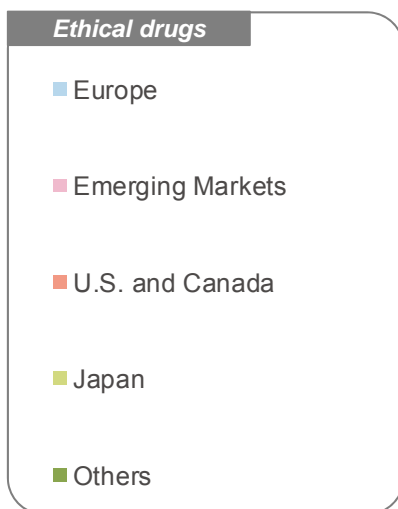 Ethical drugs
Europe
Emerging Markets
U.S. and Canada
Japan
Others